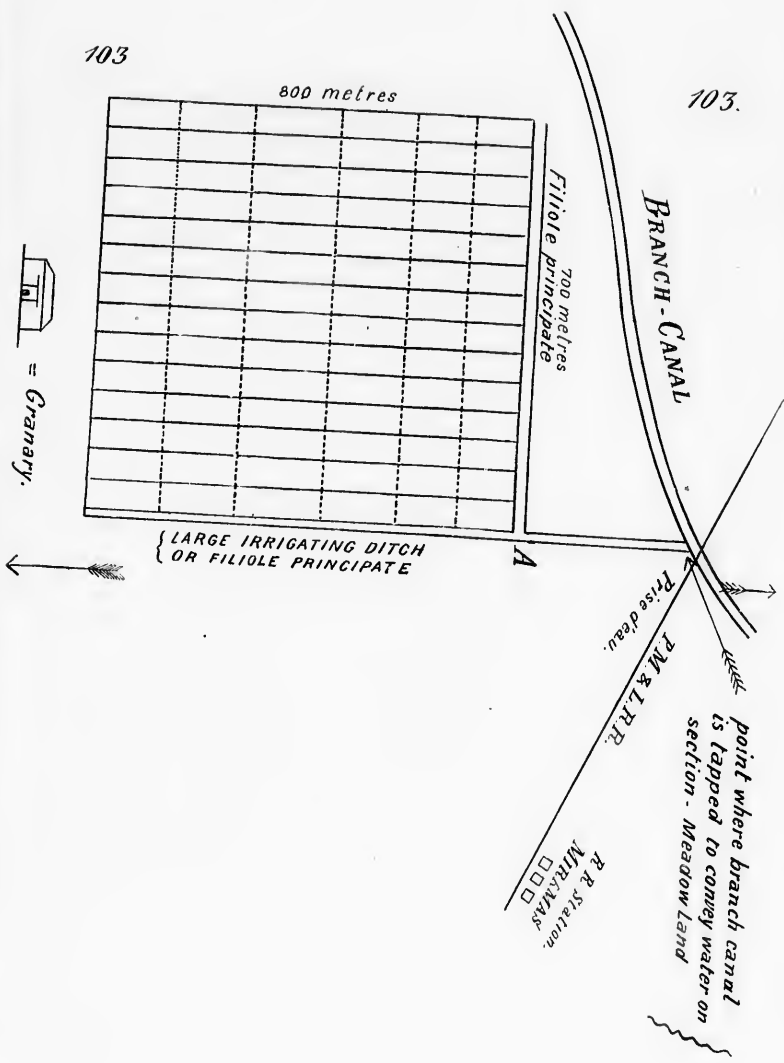 103
103.
800 metres
BRANCH-CANAL
700 metres
Filiole principate
= Granary.
{ LARGE IRRIGATING DITCH
OR FILIOLE PRINCIPATE
A
Prise d'eau.
P.M. & L.R.R.
R R Station.
MIRAMAS
point where branch canal
is tapped to convey water on
section - Meadow Land